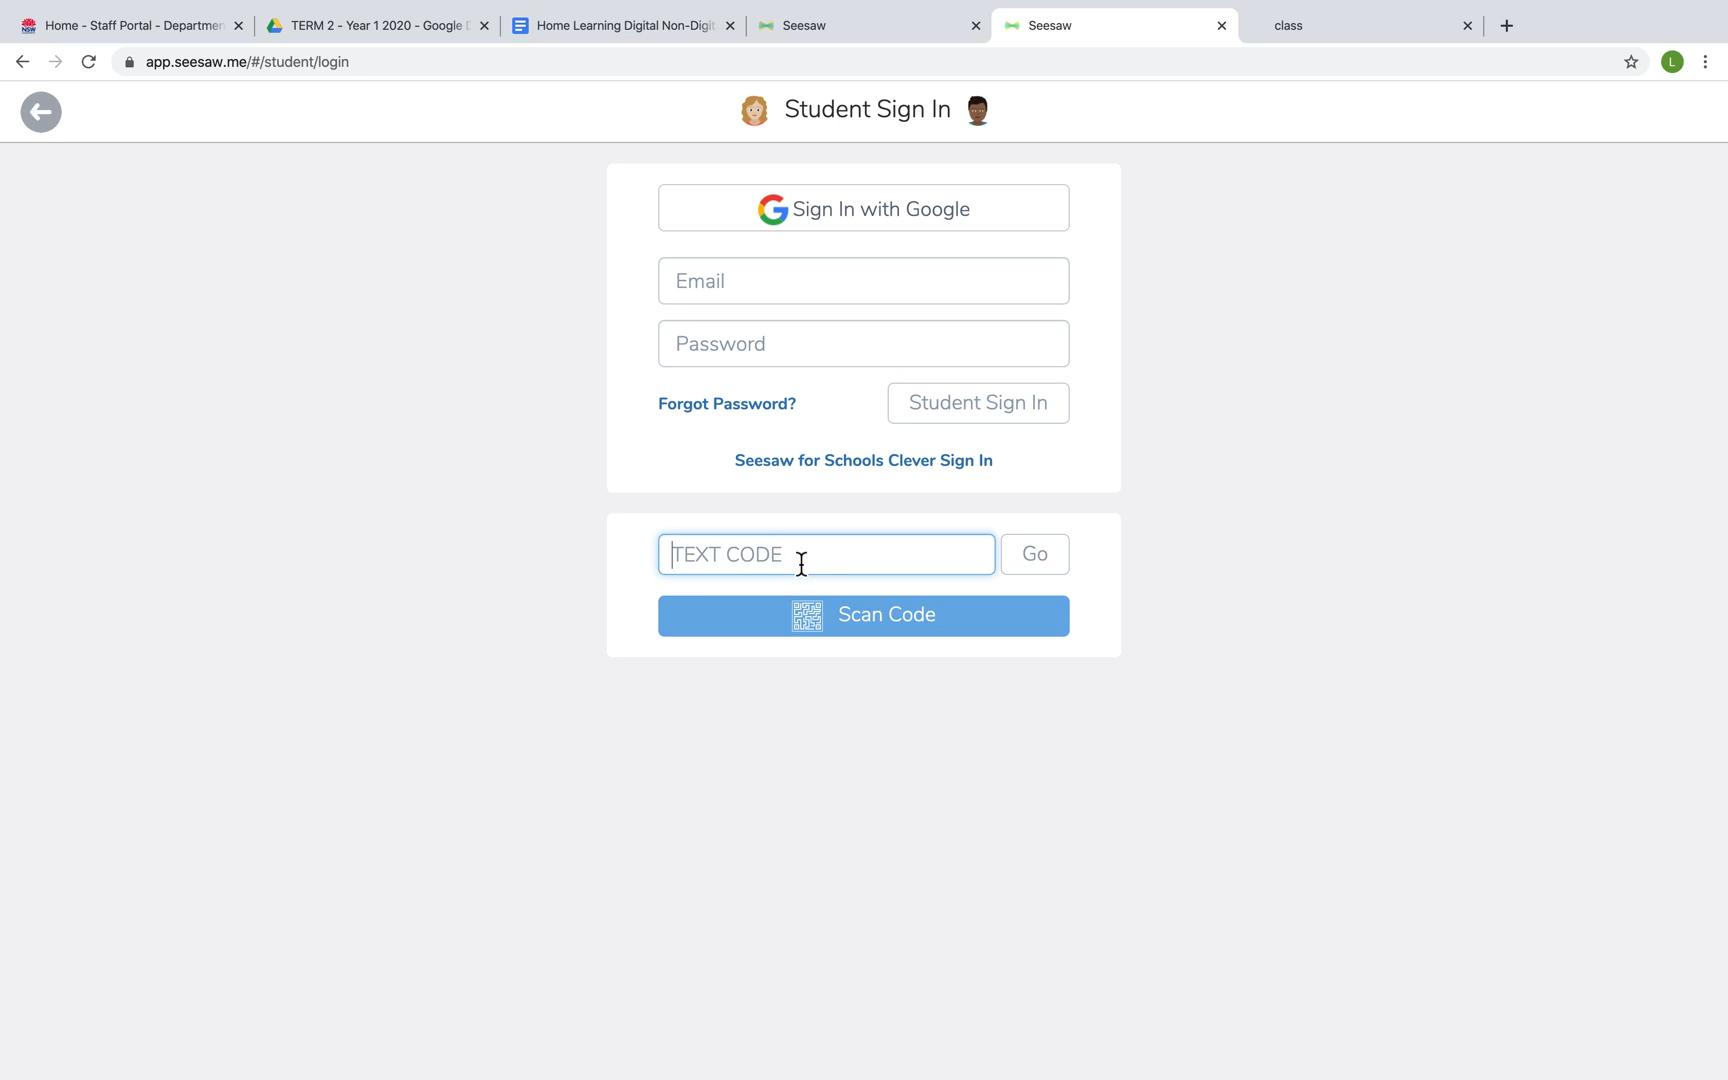 Home - Staff Portal - Departmen
TERM 2 - Year 1 2020 - Google D
Home Learning Digital Non-Digit
Seesaw
Seesaw
class
app.seesaw.me/#/student/login
L
Student Sign In
Sign In with Google
Email
Password
Forgot Password?
Student Sign In
Seesaw for Schools Clever Sign In
TEXT CODE
Go
Scan Code